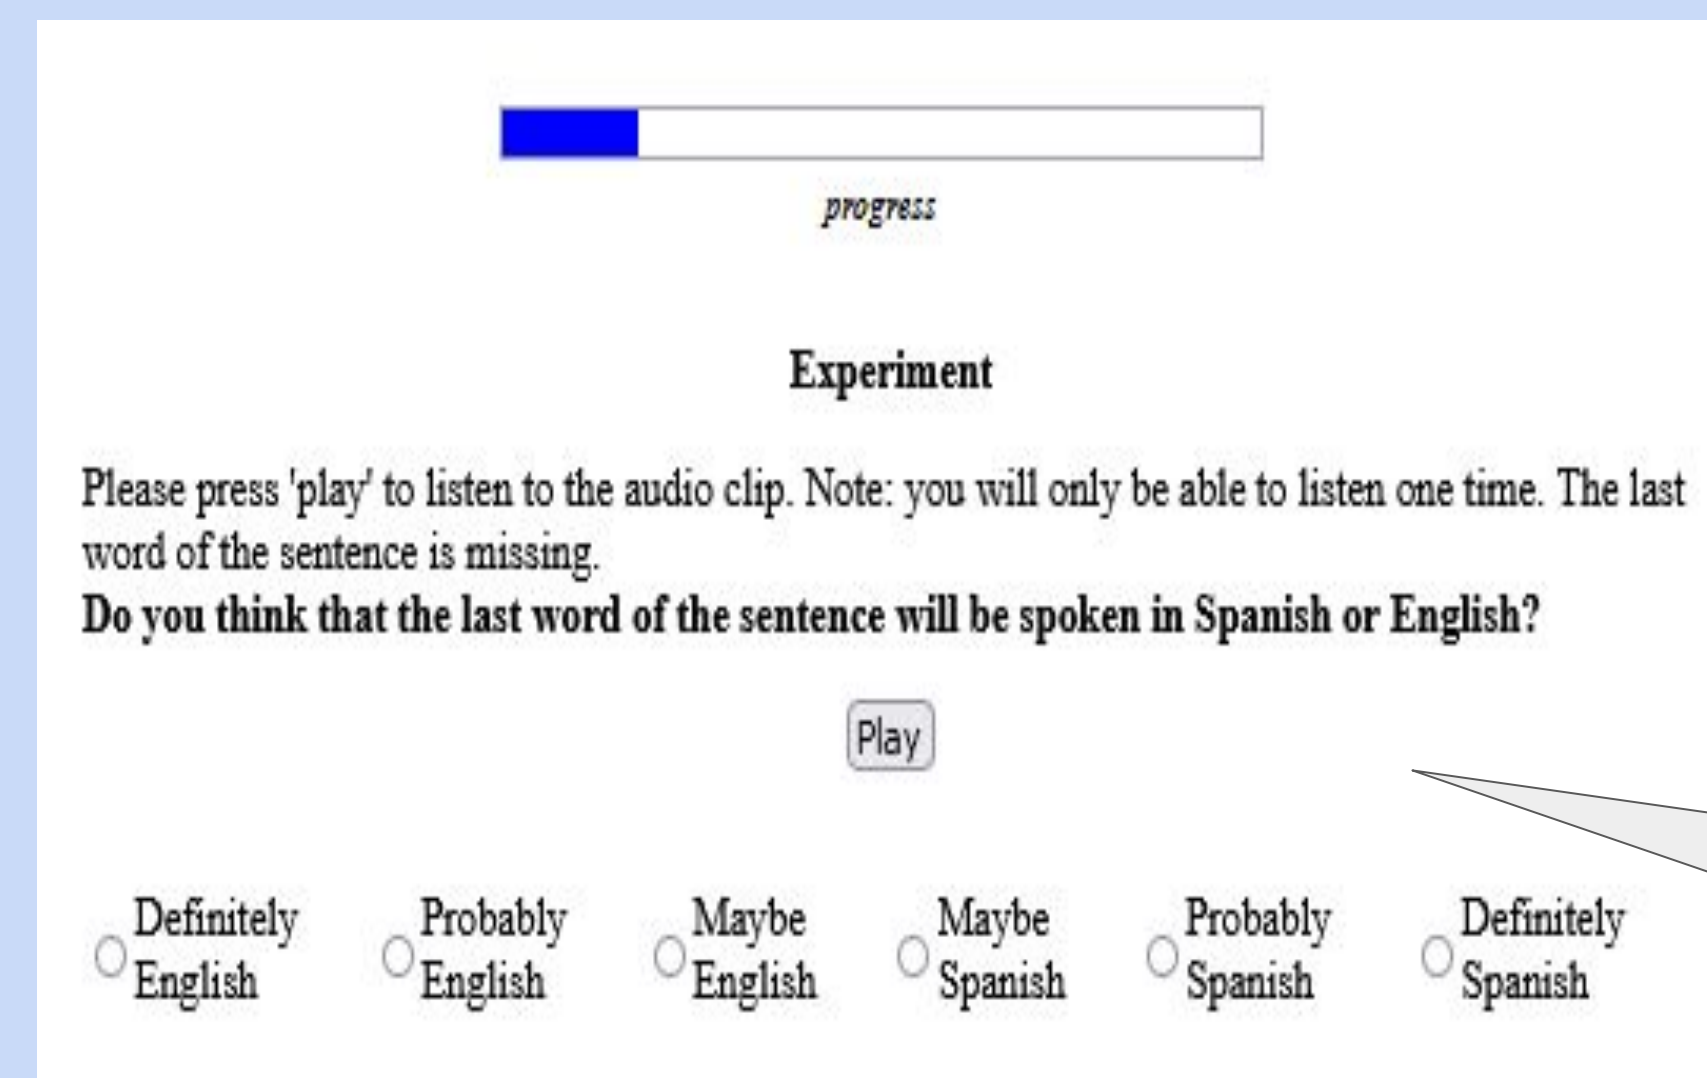 progress
Experiment
Please press 'play' to listen to the audio clip. Note: you will only be able to listen one time. The last
word of the sentence is missing.
Do you think that the last word of the sentence will be spoken in Spanish or English?
Play
Definitely English
Probably English
Maybe English
Maybe Spanish
Probably Spanish
Definitely Spanish